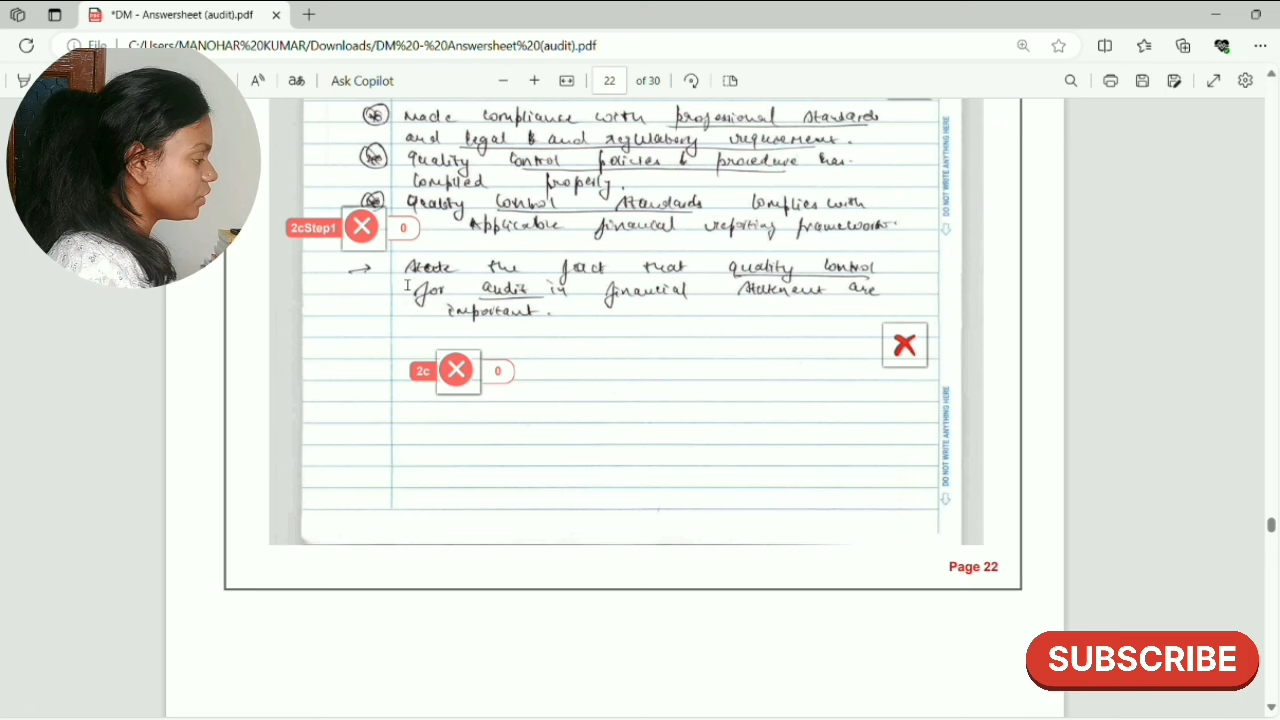 *DM - Answersheet (audit).pdf
File C:/Users/MANOHAR%20KUMAR/Downloads/DM%20-%20Answersheet%20(audit).pdf
Ask Copilot 22 of 30
made compliance with professional standards
and legal & and regulatory requirement.
quality control policies & procedure has
complied properly.
Quality control standards complies with
2cStep1 0 Applicable financial reporting framework.
→ State the fact that quality control
for audit in financial statement are
important.
2c 0
DO NOT WRITE ANYTHING HERE
DO NOT WRITE ANYTHING HERE
Page 22
SUBSCRIBE